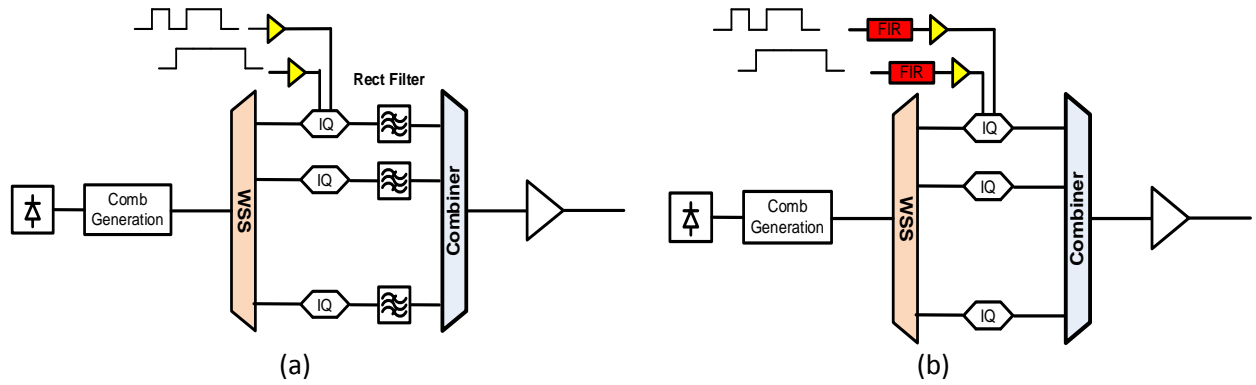 Rect Filter
IQ
IQ
IQ
WSS
Combiner
Comb
Generation
(a)
FIR
FIR
IQ
IQ
IQ
WSS
Combiner
Comb
Generation
(b)